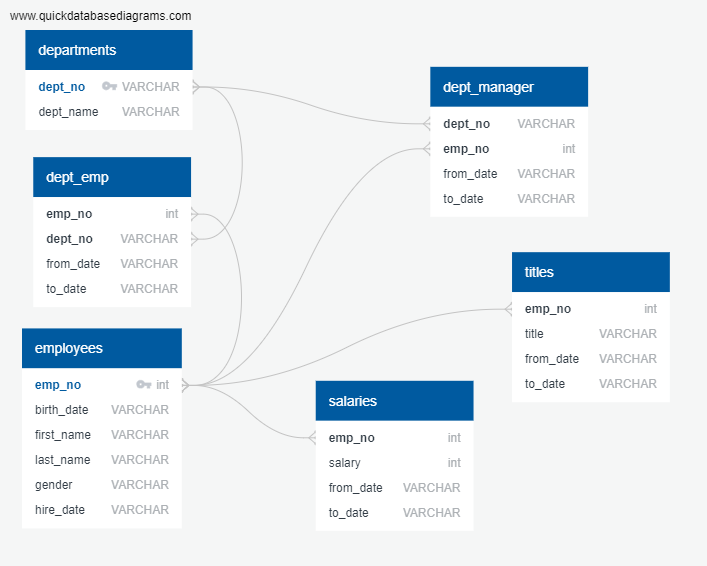 www.quickdatabasediagrams.com
departments
dept_no VARCHAR
dept_name VARCHAR
dept_emp
emp_no int
dept_no VARCHAR
from_date VARCHAR
to_date VARCHAR
employees
emp_no int
birth_date VARCHAR
first_name VARCHAR
last_name VARCHAR
gender VARCHAR
hire_date VARCHAR
dept_manager
dept_no VARCHAR
emp_no int
from_date VARCHAR
to_date VARCHAR
titles
emp_no int
title VARCHAR
from_date VARCHAR
to_date VARCHAR
salaries
emp_no int
salary int
from_date VARCHAR
to_date VARCHAR